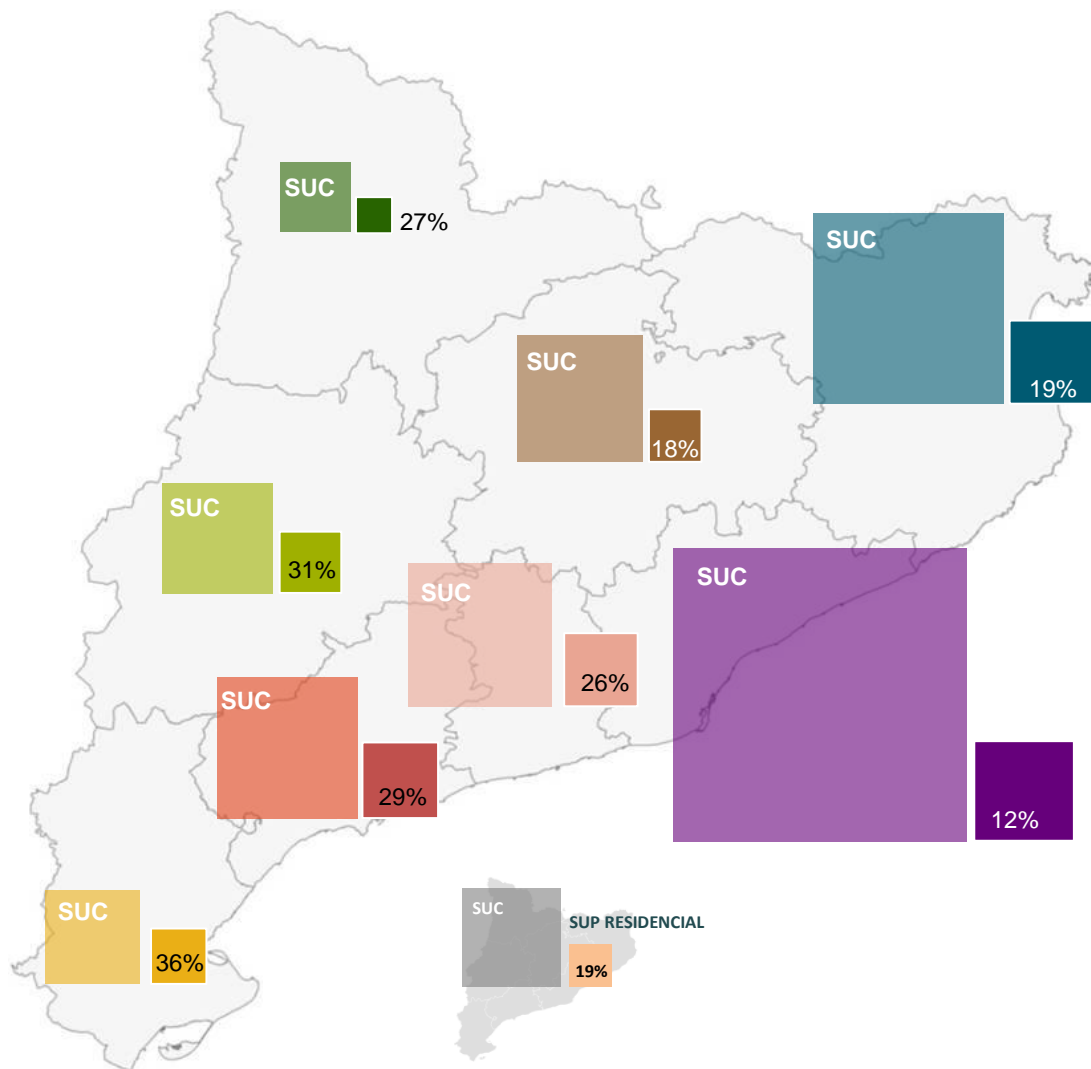 SUC
27%
SUC
19%
SUC
18%
SUC
31%
SUC
26%
SUC
12%
SUC
29%
SUC
36%
SUC
SUP RESIDENCIAL
19%